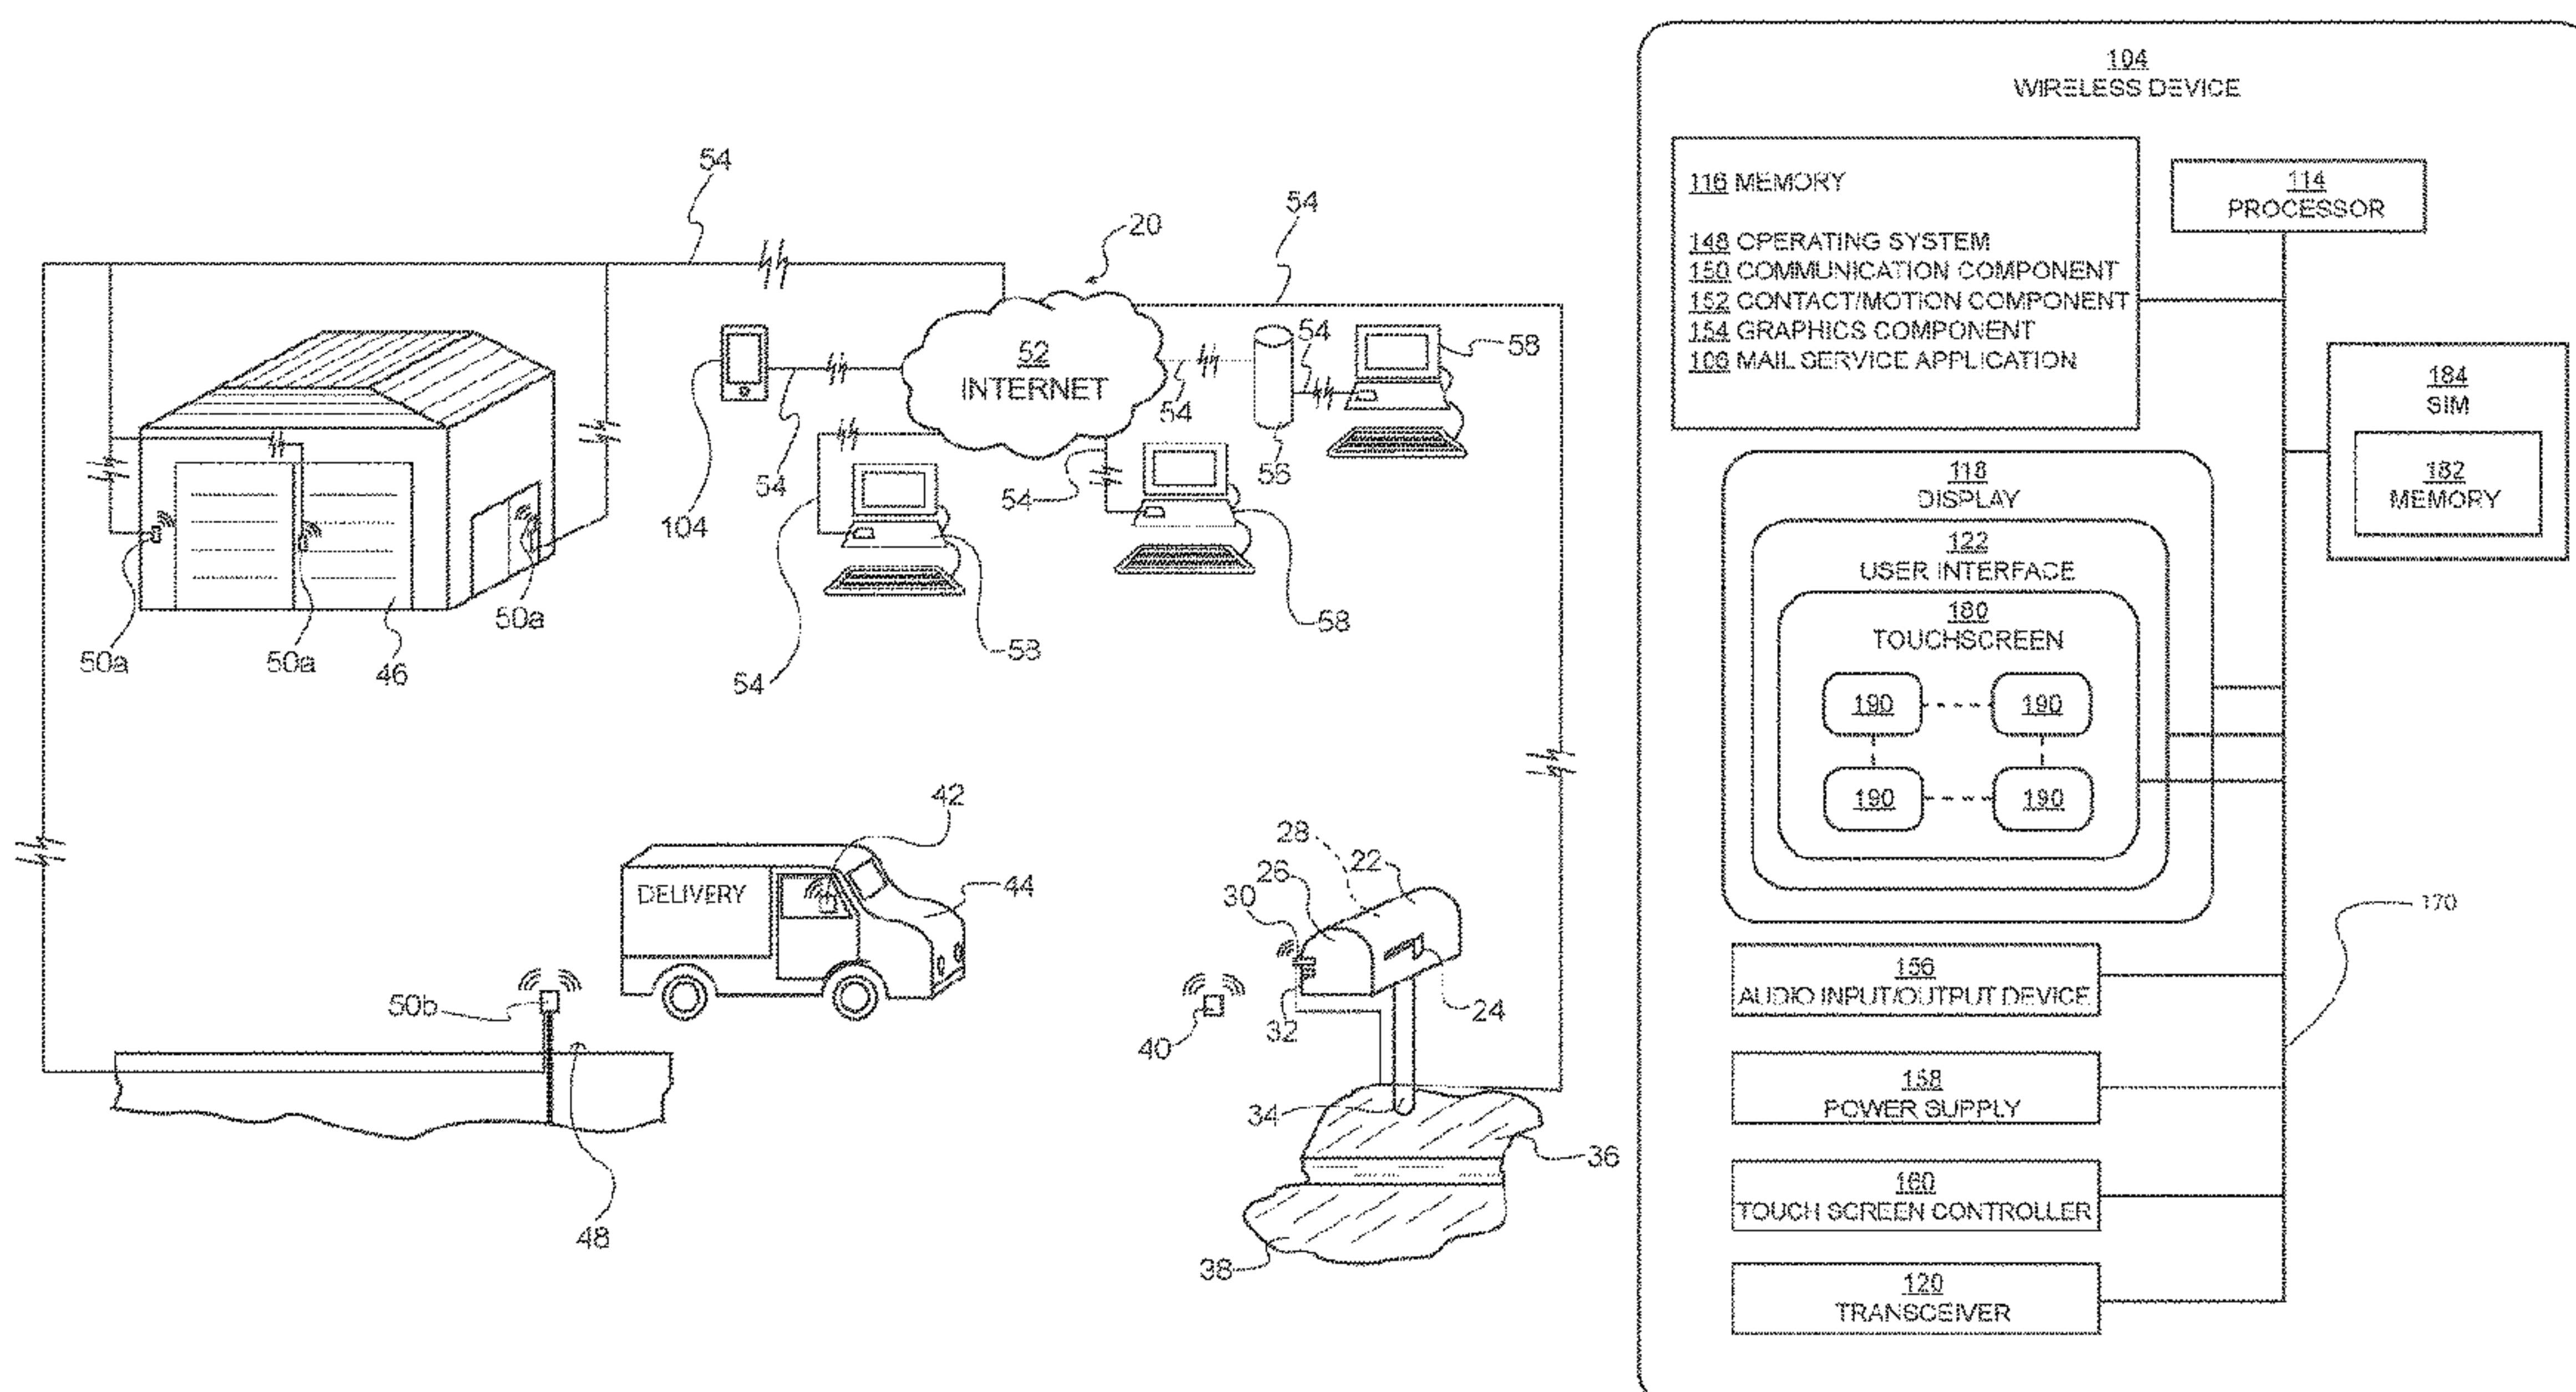 54
20
54
52
INTERNET
54
58
104
54
54
56
54
58
54
58
50a
50a
46
50a
42
DELIVERY
44
50b
48
28
22
26
30
24
32
40
34
36
38
104
WIRELESS DEVICE
116 MEMORY
148 OPERATING SYSTEM
150 COMMUNICATION COMPONENT
152 CONTACT/MOTION COMPONENT
154 GRAPHICS COMPONENT
106 MAIL SERVICE APPLICATION
114
PROCESSOR
184
SIM
182
MEMORY
118
DISPLAY
122
USER INTERFACE
180
TOUCHSCREEN
190 190
190 190
170
156
AUDIO INPUT/OUTPUT DEVICE
158
POWER SUPPLY
160
TOUCH SCREEN CONTROLLER
120
TRANSCEIVER